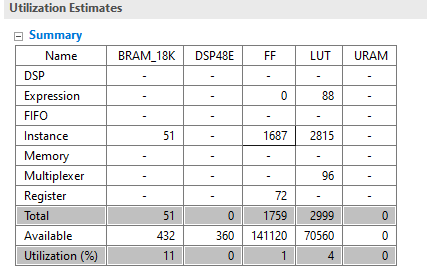 Utilization Estimates
Summary
Name BRAM_18K DSP48E FF LUT URAM
DSP - - - - -
Expression - - 0 88 -
FIFO - - - - -
Instance 51 - 1687 2815 -
Memory - - - - -
Multiplexer - - - 96 -
Register - - 72 - -
Total 51 0 1759 2999 0
Available 432 360 141120 70560 0
Utilization (%) 11 0 1 4 0